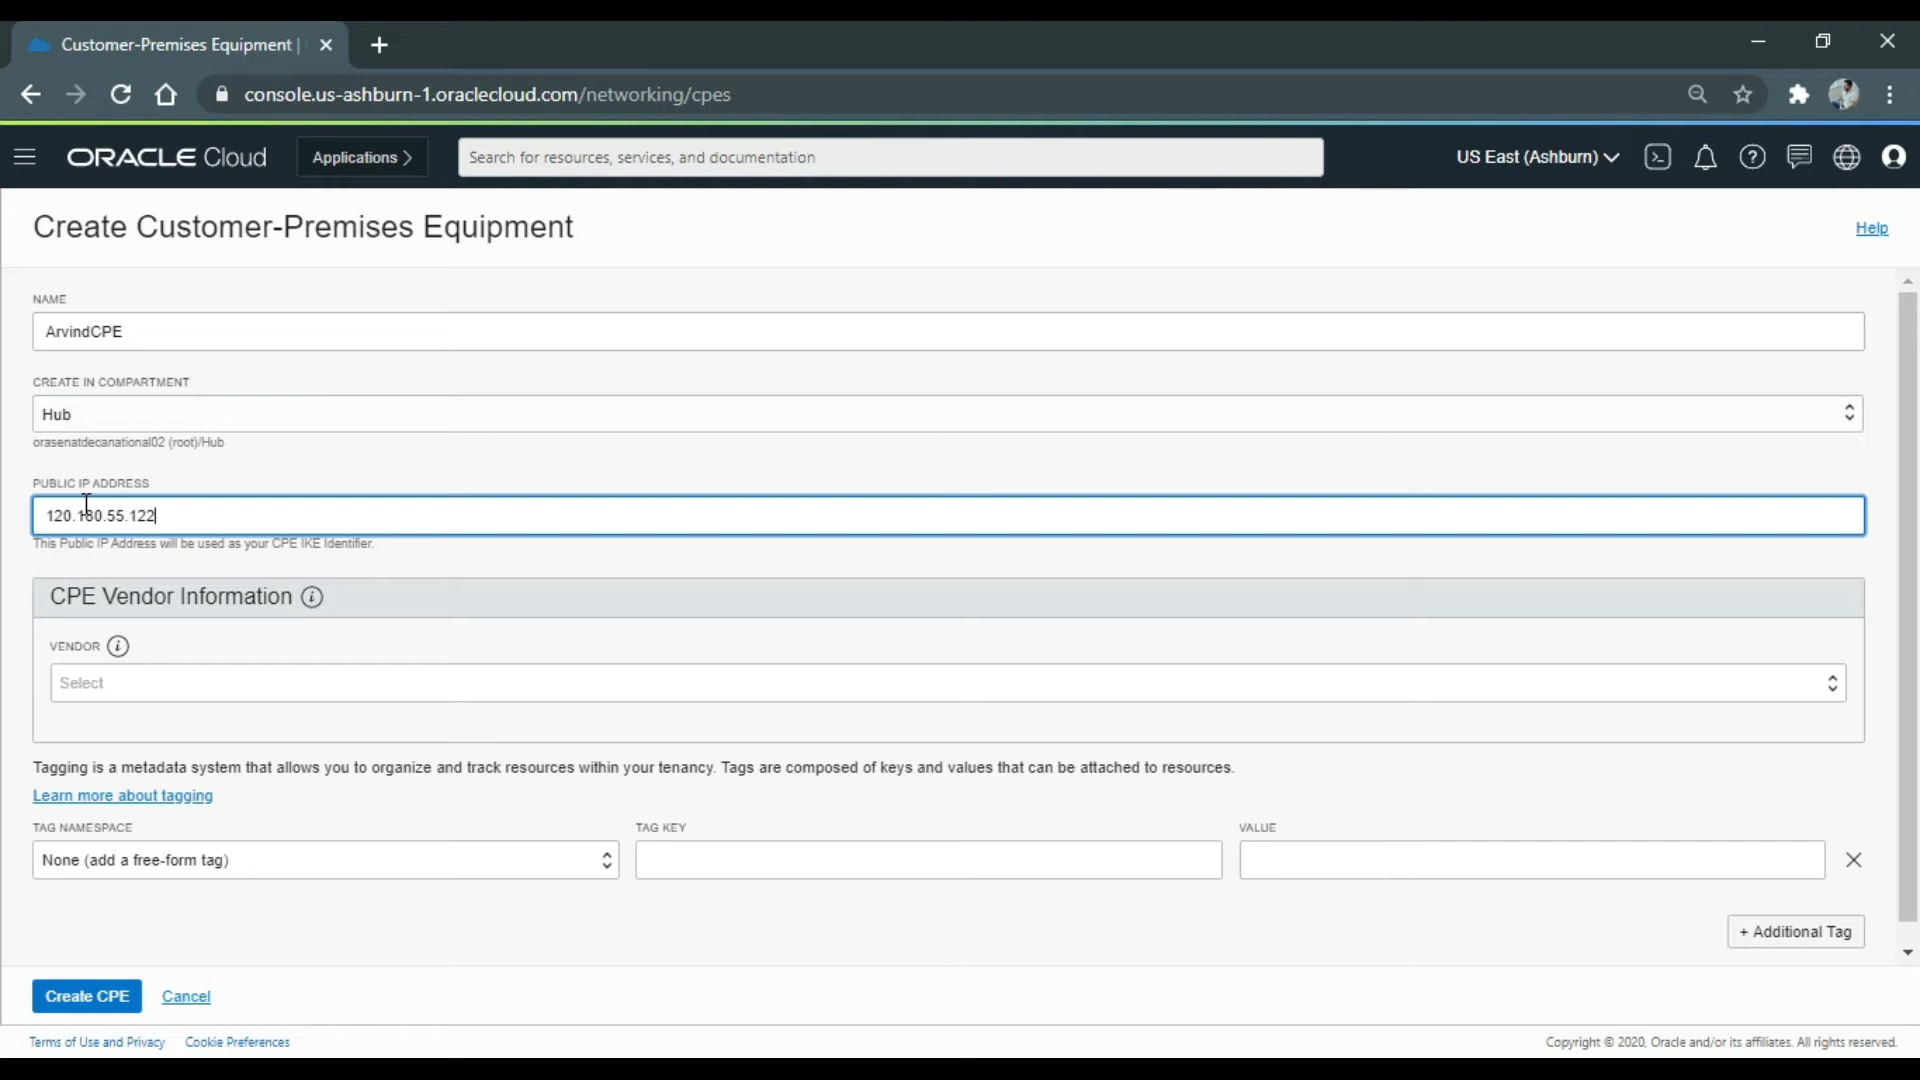 Customer-Premises Equipment |
console.us-ashburn-1.oraclecloud.com/networking/cpes
ORACLE Cloud
Applications
Search for resources, services, and documentation
US East (Ashburn)
Create Customer-Premises Equipment
Help
NAME
ArvindCPE
CREATE IN COMPARTMENT
Hub
orasenatdecanational02 (root)/Hub
PUBLIC IP ADDRESS
120.180.55.122
This Public IP Address will be used as your CPE IKE Identifier.
CPE Vendor Information
VENDOR
Select
Tagging is a metadata system that allows you to organize and track resources within your tenancy. Tags are composed of keys and values that can be attached to resources.
Learn more about tagging
TAG NAMESPACE
TAG KEY
VALUE
None (add a free-form tag)
+ Additional Tag
Create CPE
Cancel
Terms of Use and Privacy
Cookie Preferences
Copyright © 2020, Oracle and/or its affiliates. All rights reserved.